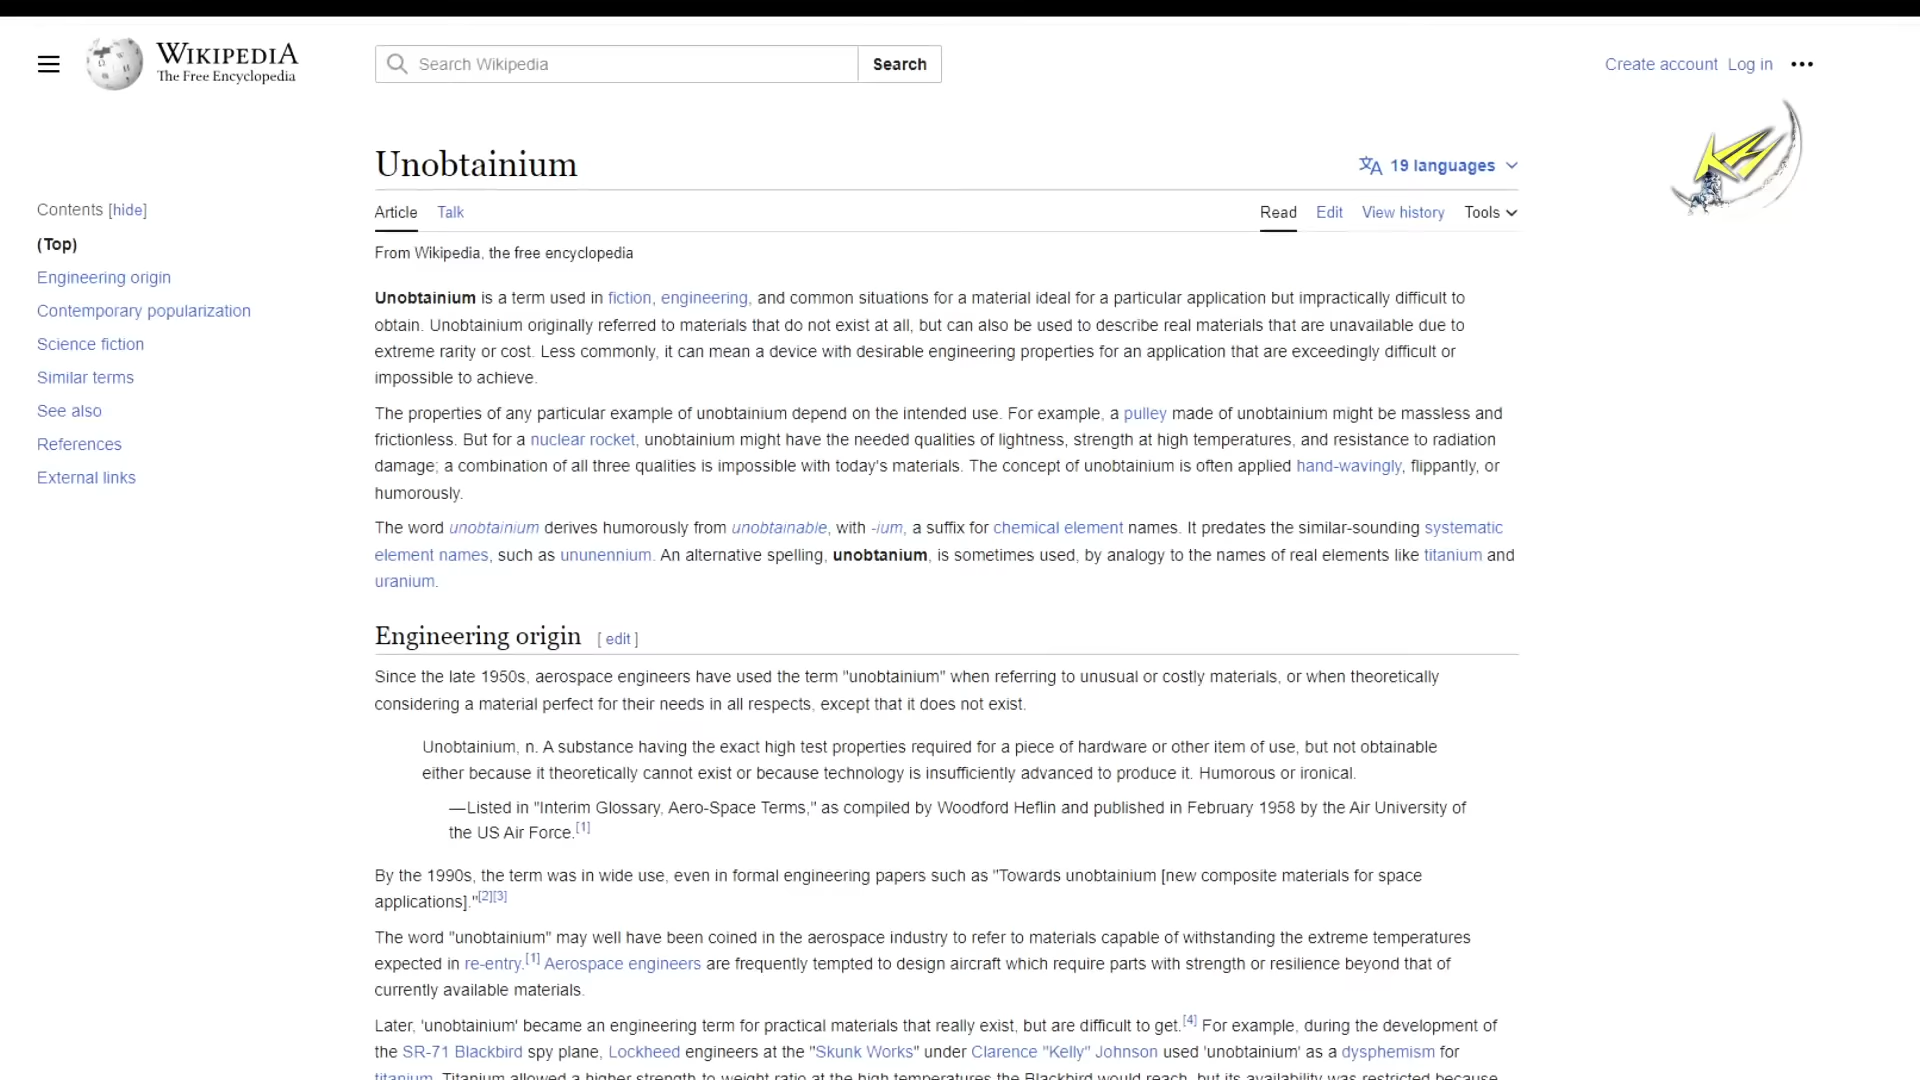 WIKIPEDIA
The Free Encyclopedia
Search Wikipedia
Search
Create account Log in
Unobtainium
19 languages
Contents [hide]
(Top)
Engineering origin
Contemporary popularization
Science fiction
Similar terms
See also
References
External links
Article Talk
Read Edit View history Tools
From Wikipedia, the free encyclopedia
Unobtainium is a term used in fiction, engineering, and common situations for a material ideal for a particular application but impractically difficult to
obtain. Unobtainium originally referred to materials that do not exist at all, but can also be used to describe real materials that are unavailable due to
extreme rarity or cost. Less commonly, it can mean a device with desirable engineering properties for an application that are exceedingly difficult or
impossible to achieve.
The properties of any particular example of unobtainium depend on the intended use. For example, a pulley made of unobtainium might be massless and
frictionless. But for a nuclear rocket, unobtainium might have the needed qualities of lightness, strength at high temperatures, and resistance to radiation
damage; a combination of all three qualities is impossible with today's materials. The concept of unobtainium is often applied hand-wavingly, flippantly, or
humorously.
The word unobtainium derives humorously from unobtainable, with -ium, a suffix for chemical element names. It predates the similar-sounding systematic
element names, such as ununennium. An alternative spelling, unobtanium, is sometimes used, by analogy to the names of real elements like titanium and
uranium.
Engineering origin [ edit ]
Since the late 1950s, aerospace engineers have used the term "unobtainium" when referring to unusual or costly materials, or when theoretically
considering a material perfect for their needs in all respects, except that it does not exist.
Unobtainium, n. A substance having the exact high test properties required for a piece of hardware or other item of use, but not obtainable
either because it theoretically cannot exist or because technology is insufficiently advanced to produce it. Humorous or ironical.
—Listed in "Interim Glossary, Aero-Space Terms," as compiled by Woodford Heflin and published in February 1958 by the Air University of
the US Air Force.[1]
By the 1990s, the term was in wide use, even in formal engineering papers such as "Towards unobtainium [new composite materials for space
applications]."[2][3]
The word "unobtainium" may well have been coined in the aerospace industry to refer to materials capable of withstanding the extreme temperatures
expected in re-entry.[1] Aerospace engineers are frequently tempted to design aircraft which require parts with strength or resilience beyond that of
currently available materials.
Later, 'unobtainium' became an engineering term for practical materials that really exist, but are difficult to get.[4] For example, during the development of
the SR-71 Blackbird spy plane, Lockheed engineers at the "Skunk Works" under Clarence "Kelly" Johnson used 'unobtainium' as a dysphemism for
titanium. Titanium allowed a higher strength-to-weight ratio at the high temperatures the Blackbird would reach, but its availability was restricted because